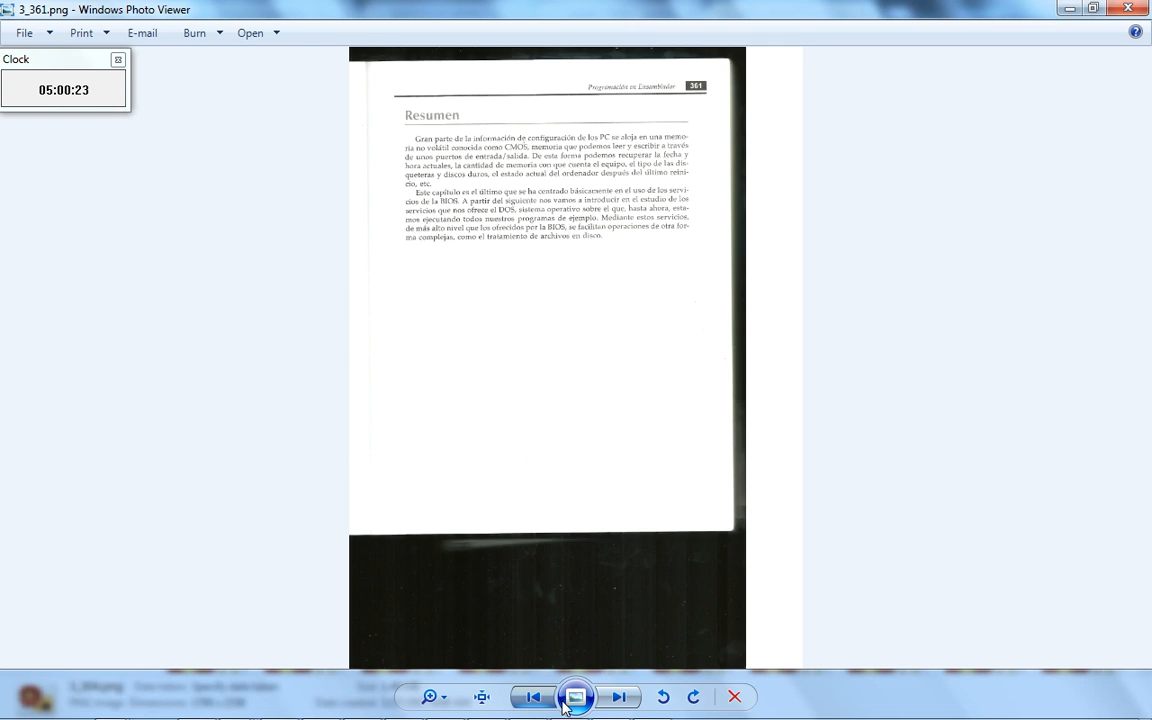 3_361.png - Windows Photo Viewer
File Print E-mail Burn Open
Clock
05:00:23
Programación en Ensamblador 361
Resumen
Gran parte de la información de configuración de los PC se aloja en una memo-
ria no volátil conocida como CMOS, memoria que podemos leer y escribir a través
de unos puertos de entrada/salida. De esta forma podemos recuperar la fecha y
hora actuales, la cantidad de memoria con que cuenta el equipo, el tipo de las dis-
queteras y discos duros, el estado actual del ordenador después del último reini-
cio, etc.
Este capítulo es el último que se ha centrado básicamente en el uso de los servi-
cios de la BIOS. A partir del siguiente nos vamos a introducir en el estudio de los
servicios que nos ofrece el DOS, sistema operativo sobre el que, hasta ahora, esta-
mos ejecutando todos nuestros programas de ejemplo. Mediante estos servicios,
de más alto nivel que los ofrecidos por la BIOS, se facilitan operaciones de otra for-
ma complejas, como el tratamiento de archivos en disco.